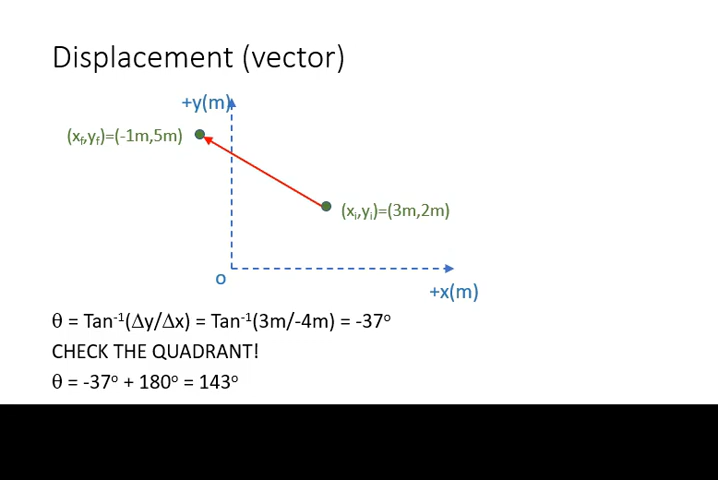 Displacement (vector)
+y(m)
(xf,yf)=(-1m,5m)
(xi,yi)=(3m,2m)
o
+x(m)
θ = Tan⁻¹(Δy/Δx) = Tan⁻¹(3m/-4m) = -37º
CHECK THE QUADRANT!
θ = -37º + 180º = 143º